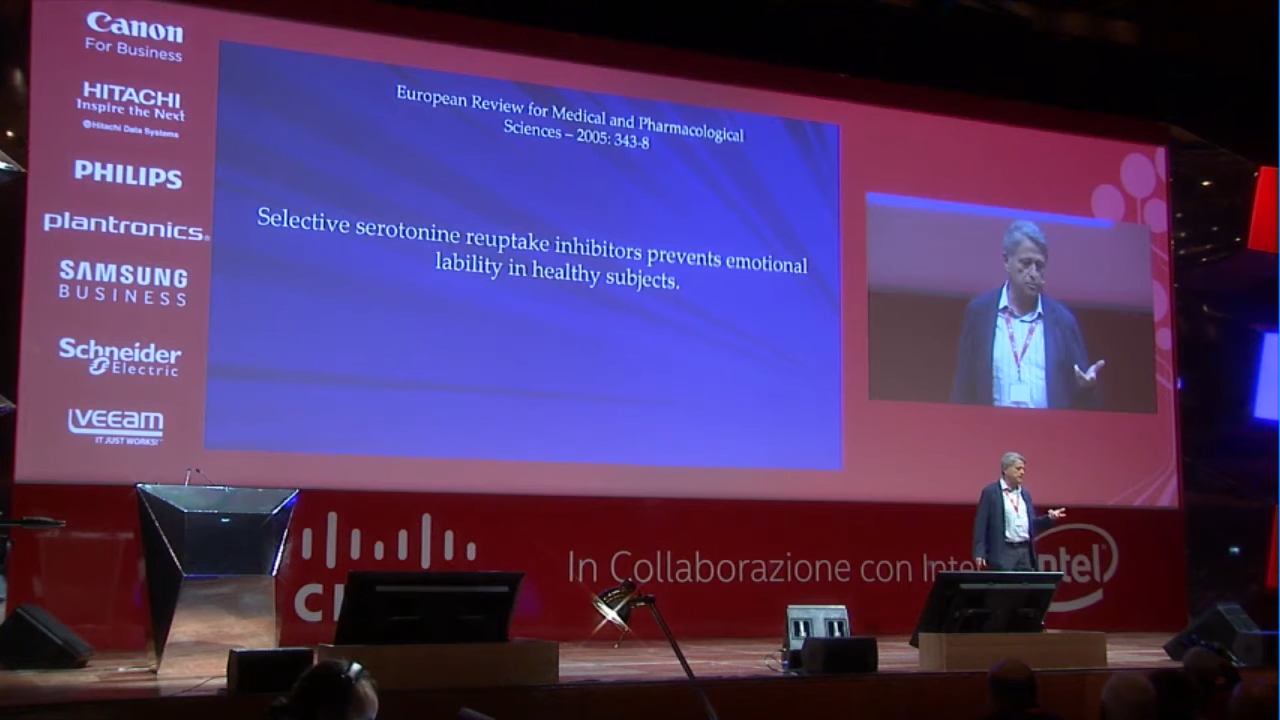 Canon
For Business
HITACHI
Inspire the Next
@Hitachi Data Systems
PHILIPS
plantronics.
SAMSUNG
BUSINESS
Schneider
Electric
veeAM
IT JUST WORKS!
European Review for Medical and Pharmacological
Sciences – 2005: 343-8
Selective serotonine reuptake inhibitors prevents emotional
lability in healthy subjects.
In Collaborazione con
intel